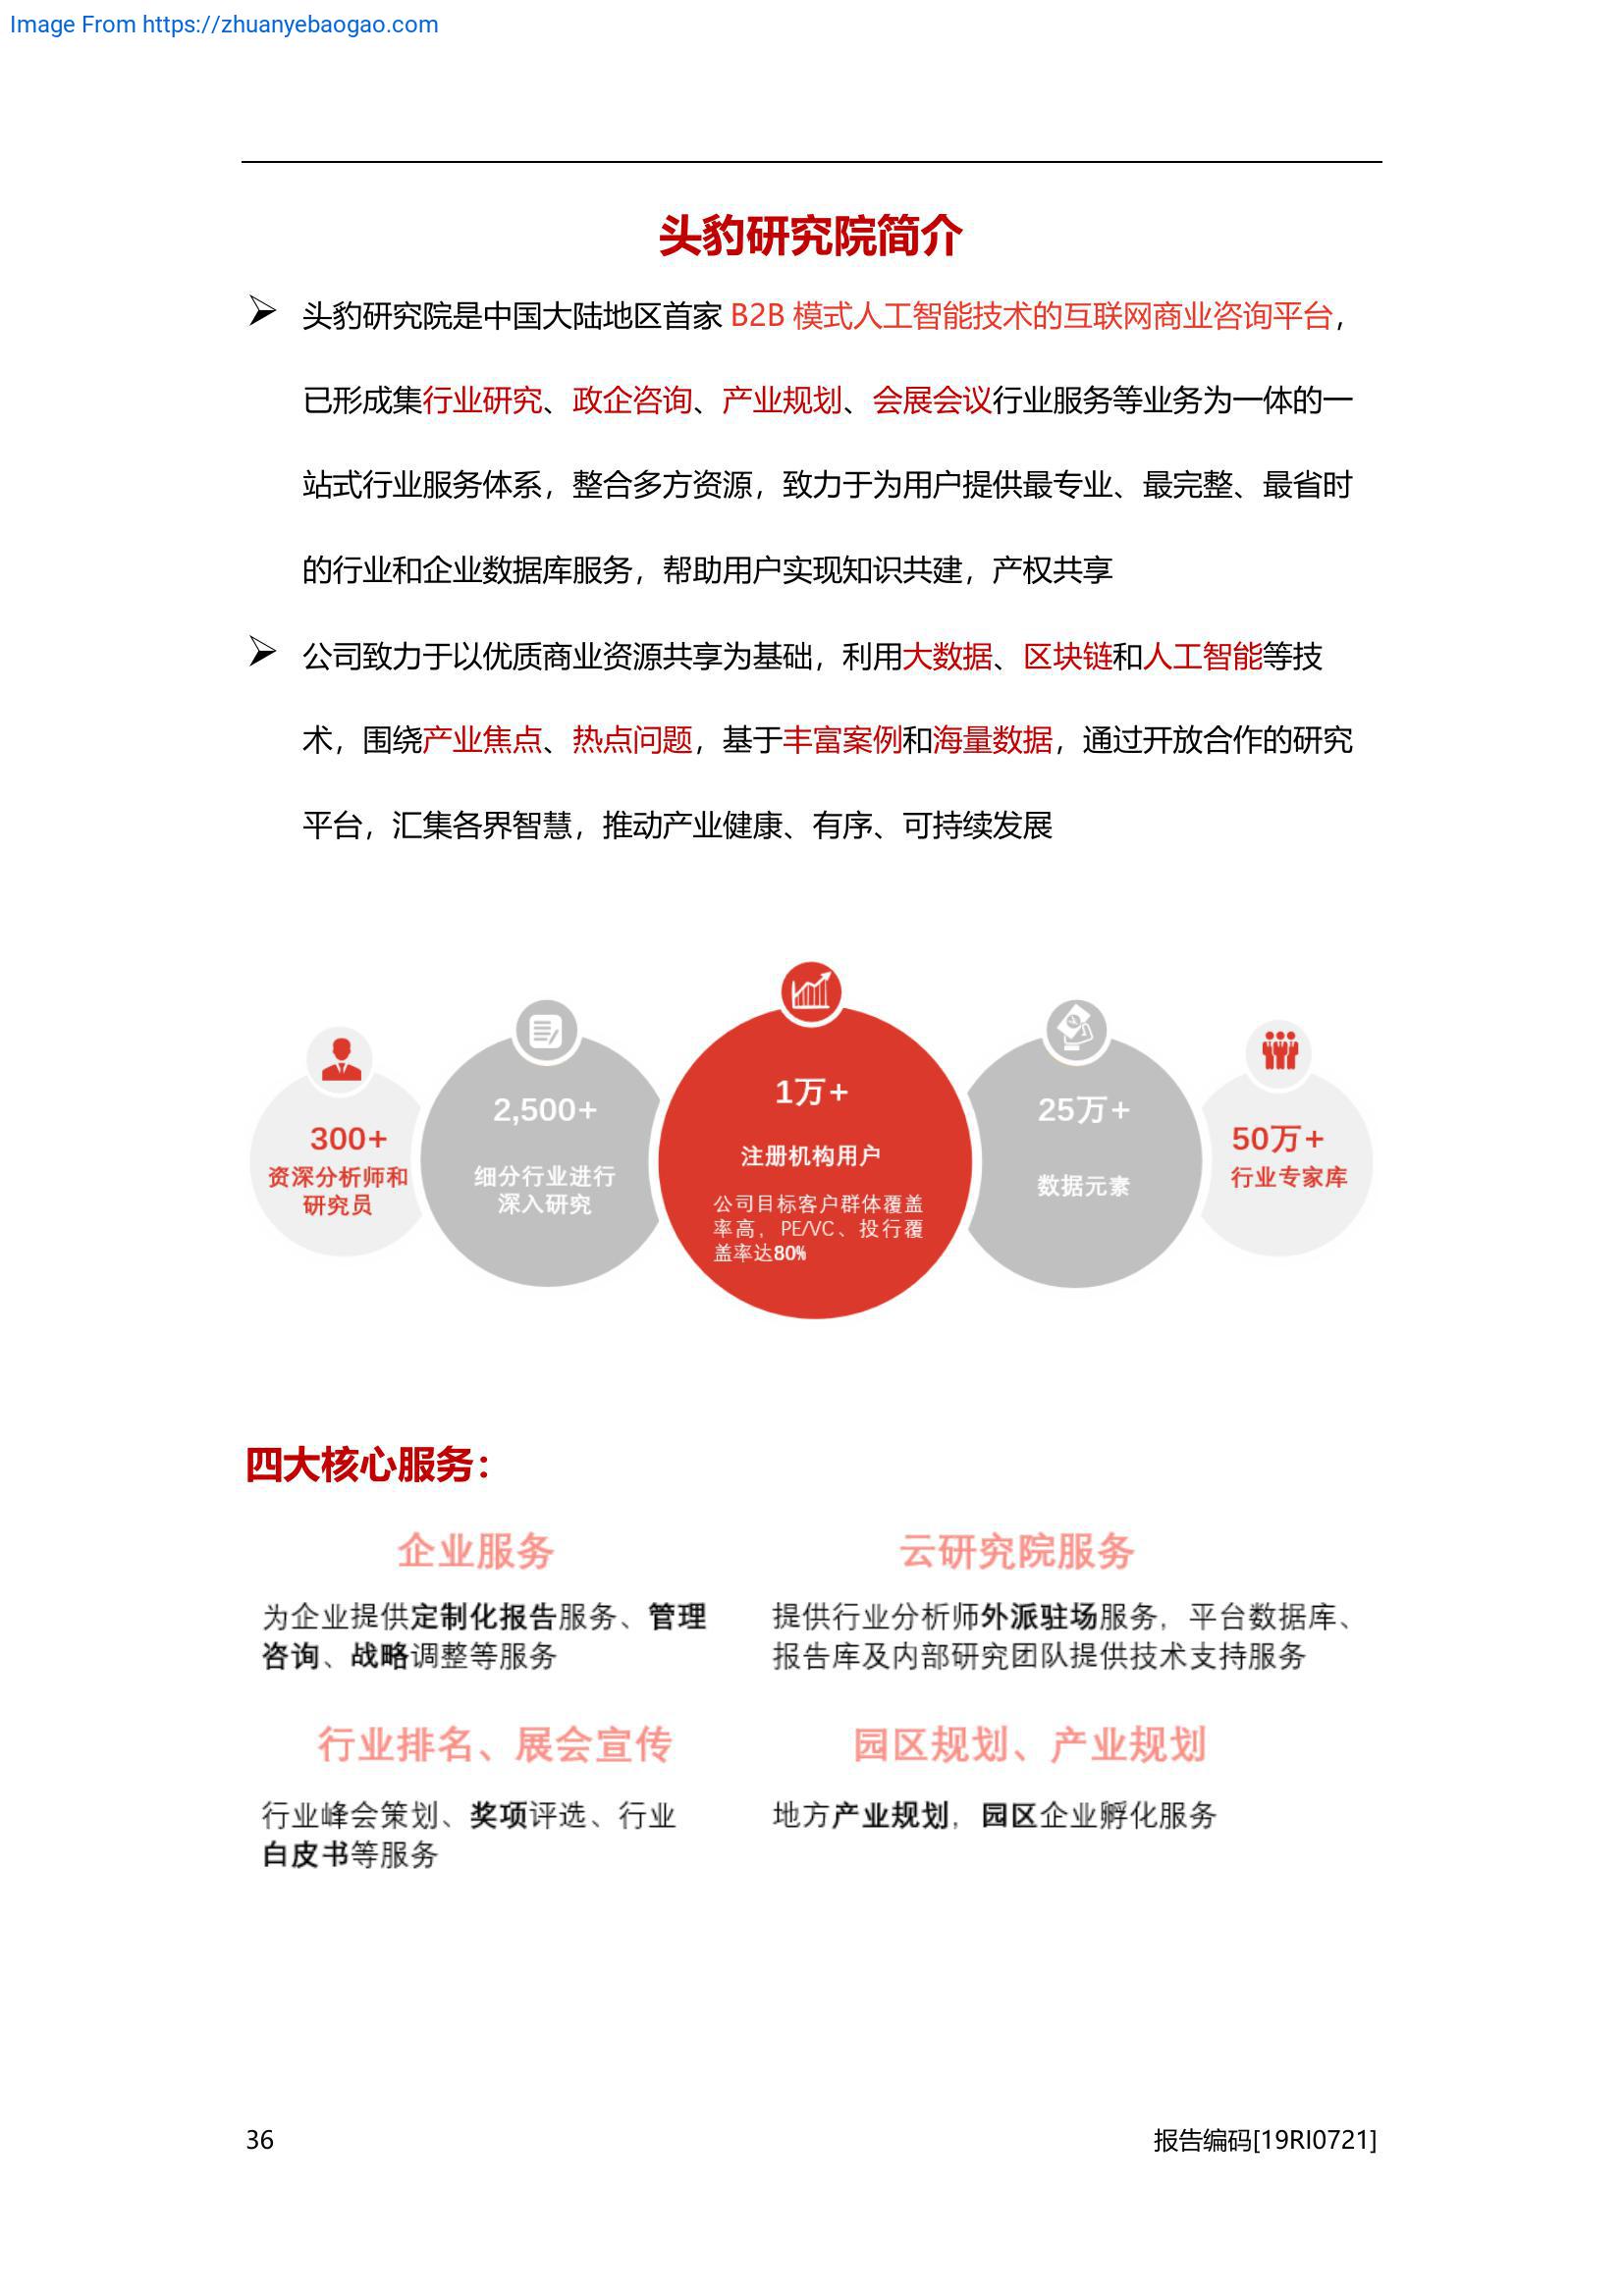 Image From https://zhuanyebaogao.com
头豹研究院简介
➢ 头豹研究院是中国大陆地区首家 B2B 模式人工智能技术的互联网商业咨询平台，
已形成集行业研究、政企咨询、产业规划、会展会议行业服务等业务为一体的一
站式行业服务体系，整合多方资源，致力于为用户提供最专业、最完整、最省时
的行业和企业数据库服务，帮助用户实现知识共建，产权共享
➢ 公司致力于以优质商业资源共享为基础，利用大数据、区块链和人工智能等技
术，围绕产业焦点、热点问题，基于丰富案例和海量数据，通过开放合作的研究
平台，汇集各界智慧，推动产业健康、有序、可持续发展
300+
资深分析师和
研究员
2,500+
细分行业进行
深入研究
1万+
注册机构用户
公司目标客户群体覆盖
率高，PE/VC、投行覆
盖率达80%
25万+
数据元素
50万+
行业专家库
四大核心服务：
企业服务
为企业提供定制化报告服务、管理
咨询、战略调整等服务
云研究院服务
提供行业分析师外派驻场服务，平台数据库、
报告库及内部研究团队提供技术支持服务
行业排名、展会宣传
行业峰会策划、奖项评选、行业
白皮书等服务
园区规划、产业规划
地方产业规划，园区企业孵化服务
36
报告编码[19RI0721]